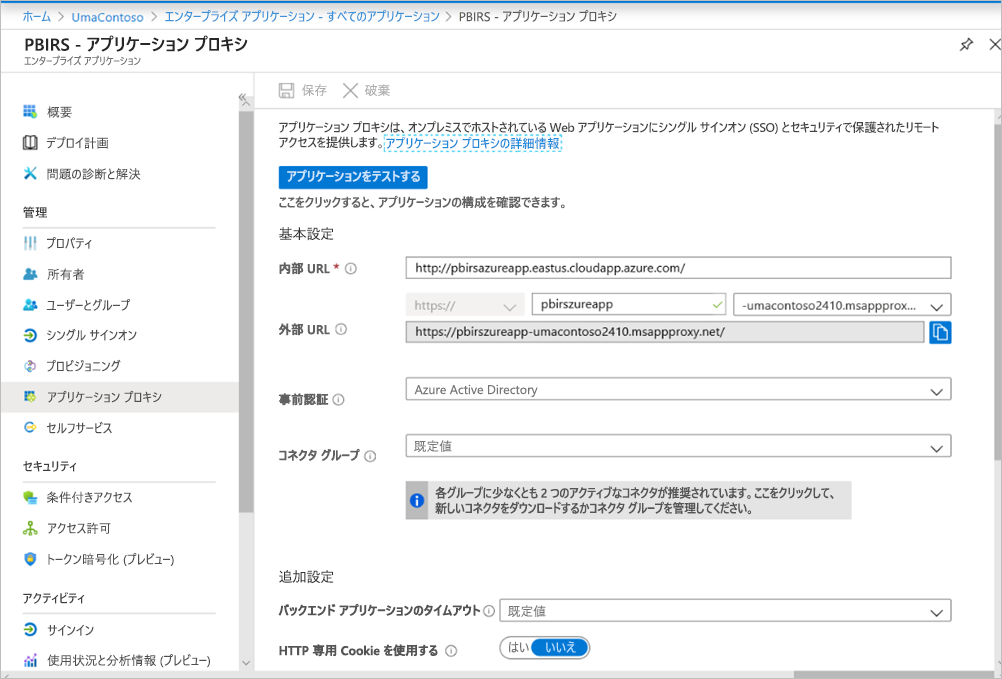 ホーム > UmaContoso > エンタープライズ アプリケーション - すべてのアプリケーション > PBIRS - アプリケーション プロキシ
PBIRS - アプリケーション プロキシ
エンタープライズ アプリケーション
概要
デプロイ計画
問題の診断と解決
管理
プロパティ
所有者
ユーザーとグループ
シングル サインオン
プロビジョニング
アプリケーション プロキシ
セルフサービス
セキュリティ
条件付きアクセス
アクセス許可
トークン暗号化 (プレビュー)
アクティビティ
サインイン
使用状況と分析情報 (プレビュー)
保存 破棄
アプリケーション プロキシは、オンプレミスでホストされている Web アプリケーションにシングル サインオン (SSO) とセキュリティで保護されたリモート
アクセスを提供します。アプリケーション プロキシの詳細情報
アプリケーションをテストする
ここをクリックすると、アプリケーションの構成を確認できます。
基本設定
内部 URL * http://pbirsazureapp.eastus.cloudapp.azure.com/
https:// pbirszureapp -umacontoso2410.msappprox...
外部 URL https://pbirszureapp-umacontoso2410.msappproxy.net/
事前認証 Azure Active Directory
コネクタ グループ 既定値
各グループに少なくとも 2 つのアクティブなコネクタが推奨されています。ここをクリックして、
新しいコネクタをダウンロードするかコネクタ グループを管理してください。
追加設定
バックエンド アプリケーションのタイムアウト 既定値
HTTP 専用 Cookie を使用する はい いいえ